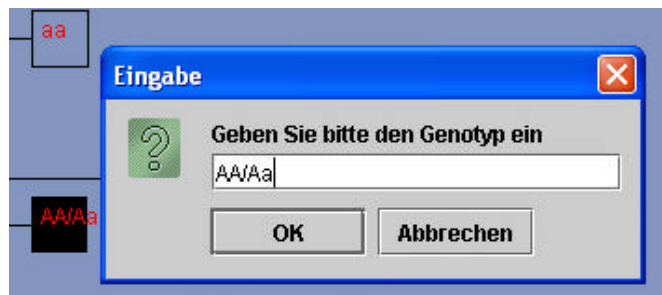 aa
Eingabe
Geben Sie bitte den Genotyp ein
AA/Aa
AA/Aa
OK Abbrechen